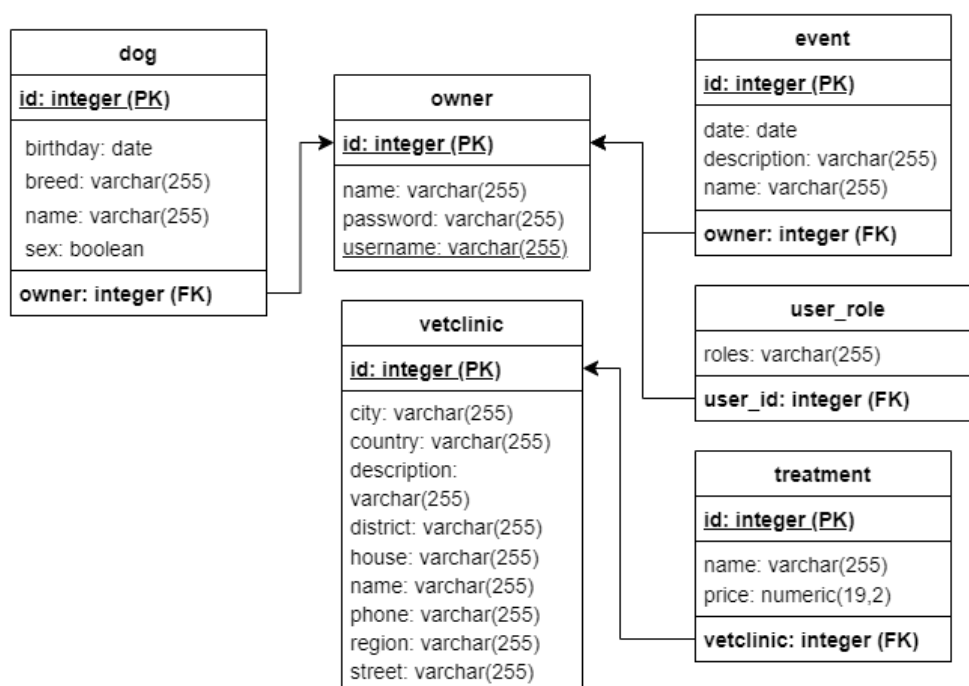 dog
id: integer (PK)
birthday: date
breed: varchar(255)
name: varchar(255)
sex: boolean
owner: integer (FK)
owner
id: integer (PK)
name: varchar(255)
password: varchar(255)
username: varchar(255)
event
id: integer (PK)
date: date
description: varchar(255)
name: varchar(255)
owner: integer (FK)
vetclinic
id: integer (PK)
city: varchar(255)
country: varchar(255)
description:
varchar(255)
district: varchar(255)
house: varchar(255)
name: varchar(255)
phone: varchar(255)
region: varchar(255)
street: varchar(255)
user_role
roles: varchar(255)
user_id: integer (FK)
treatment
id: integer (PK)
name: varchar(255)
price: numeric(19,2)
vetclinic: integer (FK)